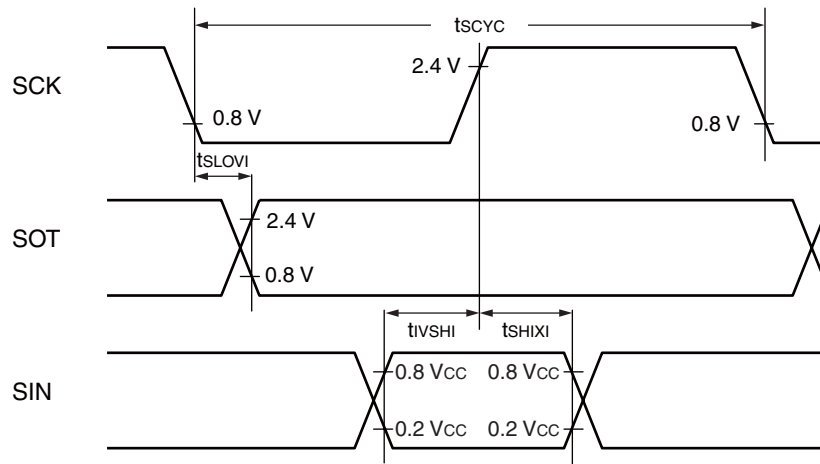 tSCYC
SCK
2.4 V
0.8 V
0.8 V
tSLOVI
SOT
2.4 V
0.8 V
tIVSHI
tSHIXI
SIN
0.8 VCC
0.8 VCC
0.2 VCC
0.2 VCC